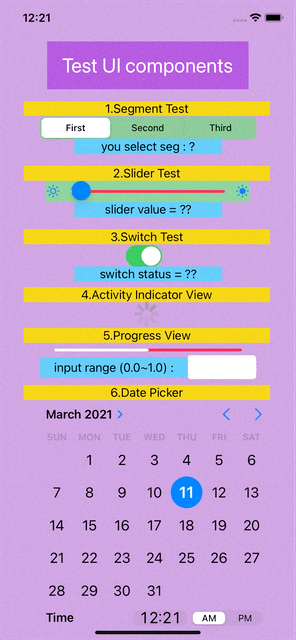 12:21
Test UI components
1.Segment Test
First Second Third
you select seg : ?
2.Slider Test
slider value = ??
3.Switch Test
switch status = ??
4.Activity Indicator View
5.Progress View
input range (0.0~1.0) :
6.Date Picker
March 2021
SUN MON TUE WED THU FRI SAT
1 2 3 4 5 6
7 8 9 10 11 12 13
14 15 16 17 18 19 20
21 22 23 24 25 26 27
28 29 30 31
Time 12:21 AM PM